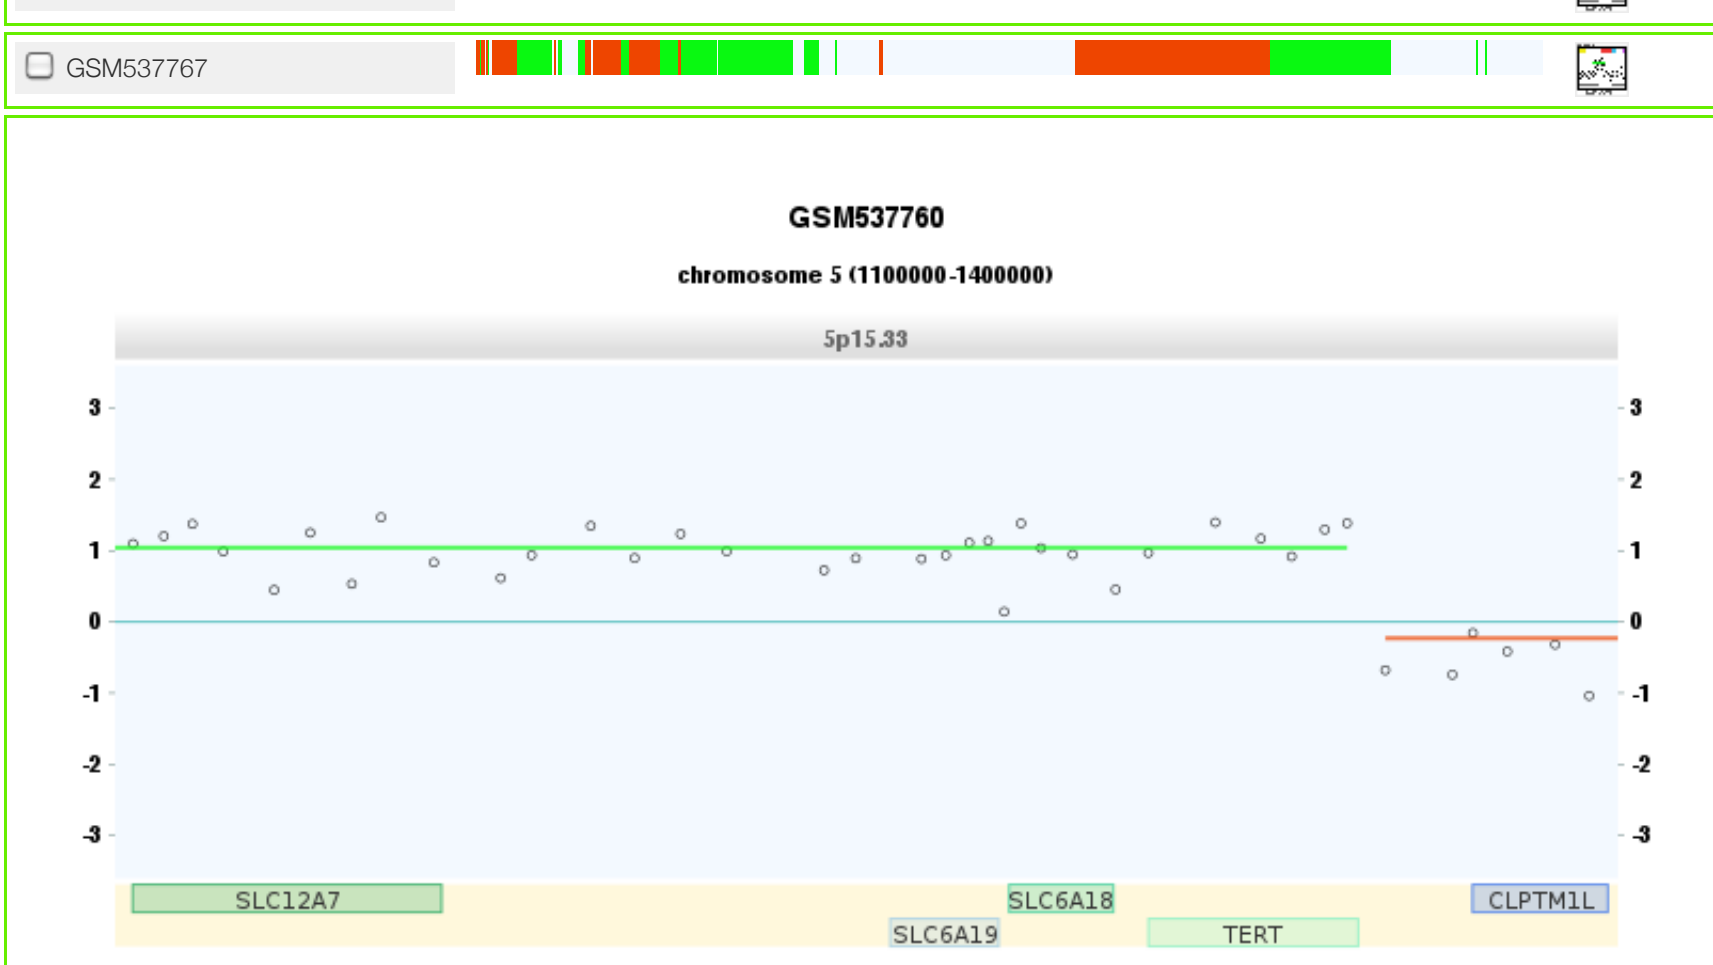 GSM537767
GSM537760
chromosome 5 (1100000-1400000)
5p15.33
3 3
2 2
1 1
0 0
-1 -1
-2 -2
-3 -3
SLC12A7 SLC6A18 CLPTM1L
SLC6A19 TERT